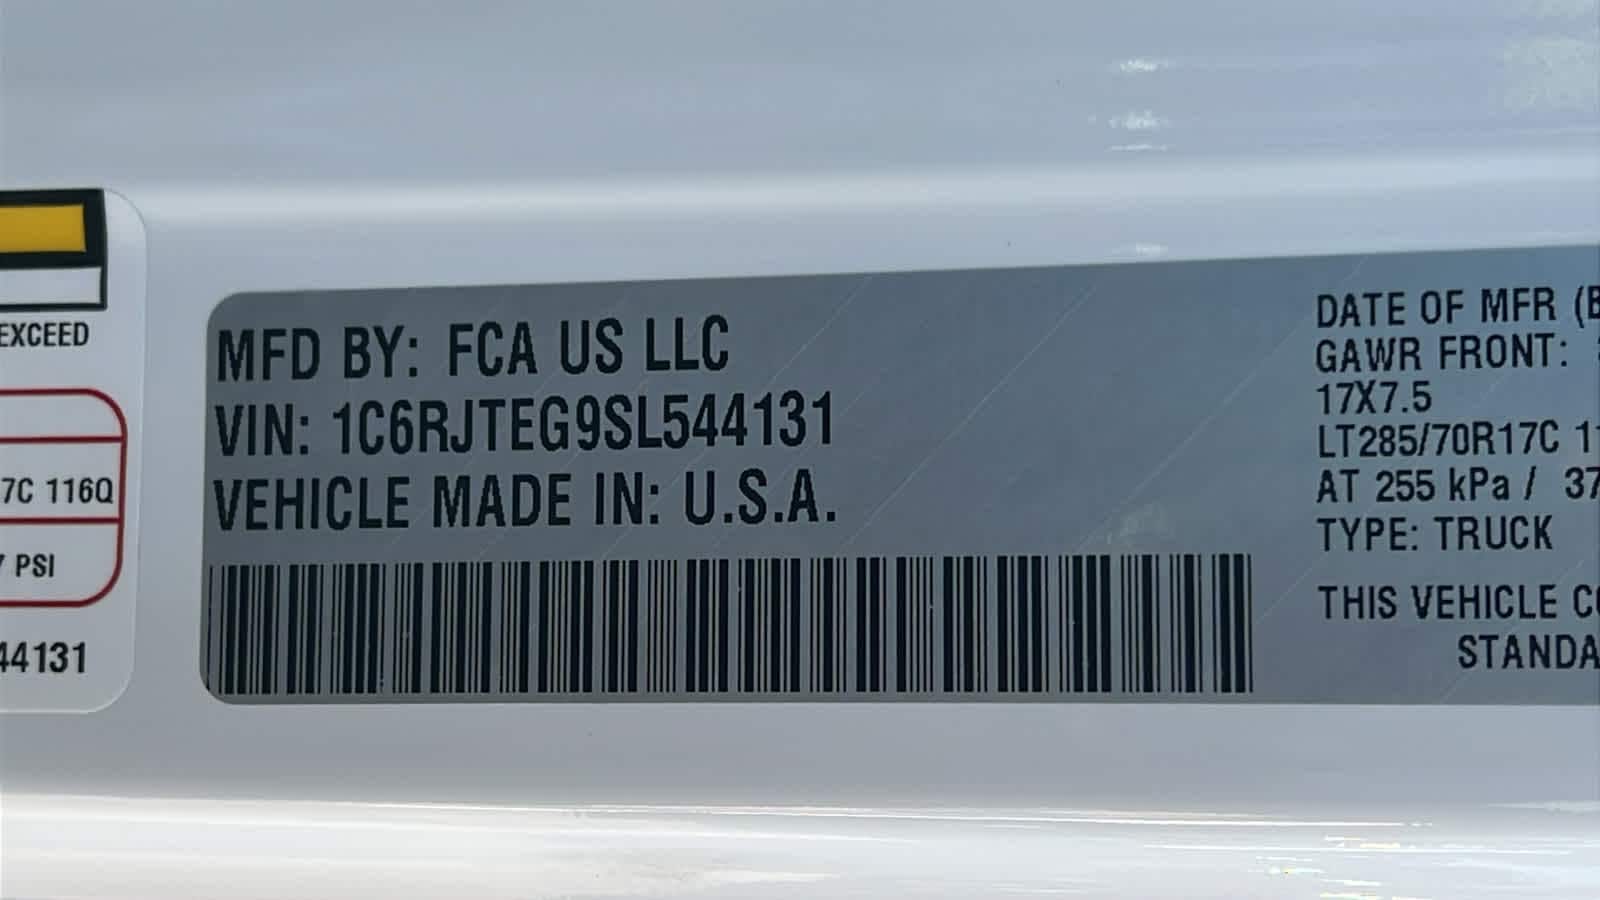 EXCEED
7C 116Q
PSI
44131
MFD BY: FCA US LLC
VIN: 1C6RJTEG9SL544131
VEHICLE MADE IN: U.S.A.
DATE OF MFR
GAWR FRONT:
17X7.5
LT285/70R17C
AT 255 kPa / 37
TYPE: TRUCK
THIS VEHICLE
STANDA